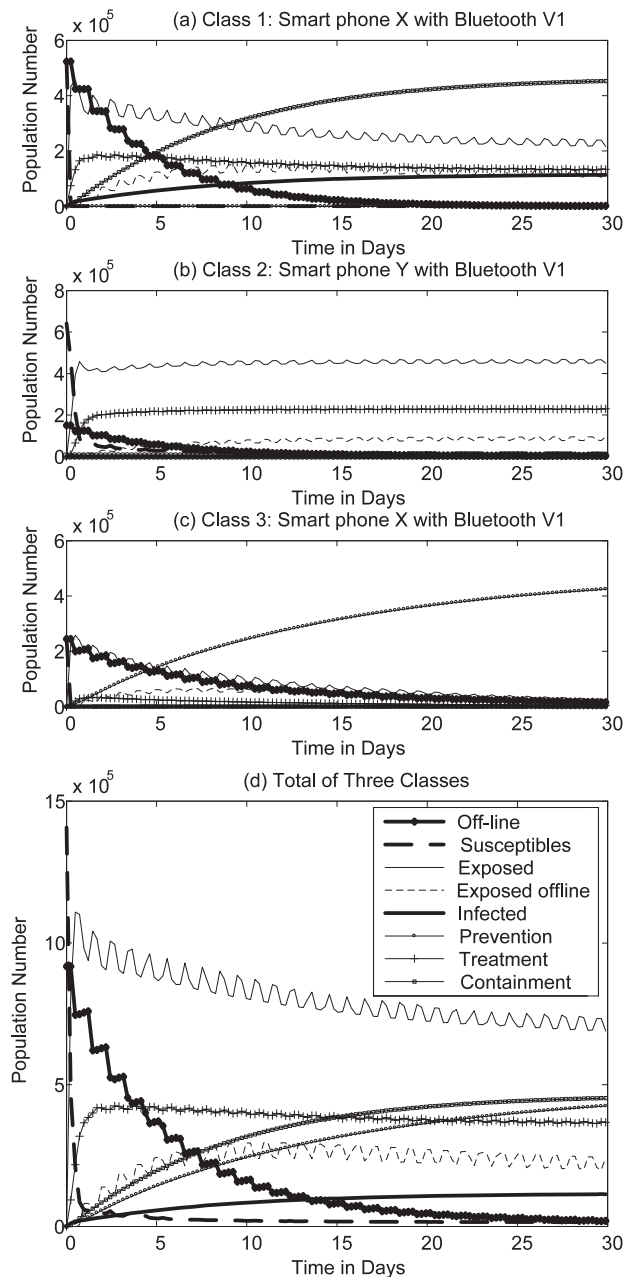 (a) Class 1: Smart phone X with Bluetooth V1
x 10^5
6
4
2
0
Population Number
0 5 10 15 20 25 30
Time in Days
(b) Class 2: Smart phone Y with Bluetooth V1
x 10^5
8
6
4
2
0
Population Number
0 5 10 15 20 25 30
Time in Days
(c) Class 3: Smart phone X with Bluetooth V1
x 10^5
6
4
2
0
Population Number
0 5 10 15 20 25 30
Time in Days
(d) Total of Three Classes
x 10^5
15
10
5
0
Population Number
Off-line
Susceptibles
Exposed
Exposed offline
Infected
Prevention
Treatment
Containment
0 5 10 15 20 25 30
Time in Days